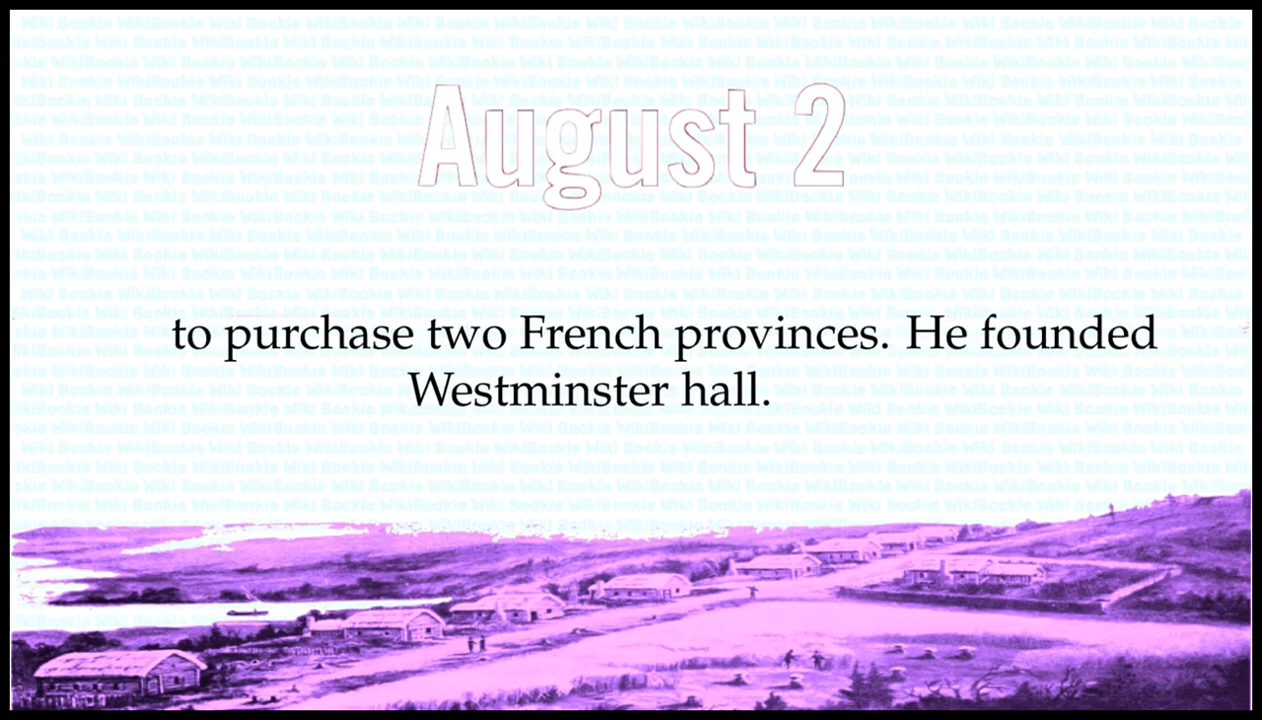 August 2
to purchase two French provinces. He founded
Westminster hall.